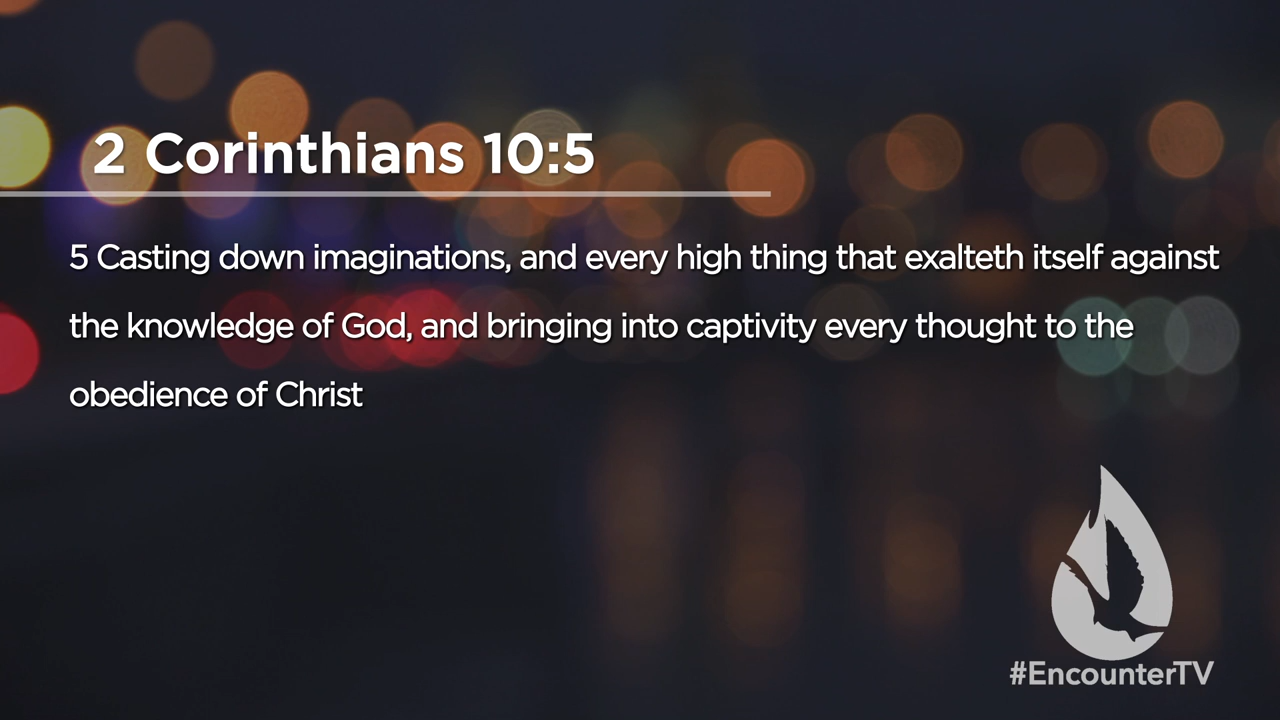 2 Corinthians 10:5
5 Casting down imaginations, and every high thing that exalteth itself against
the knowledge of God, and bringing into captivity every thought to the
obedience of Christ
#EncounterTV